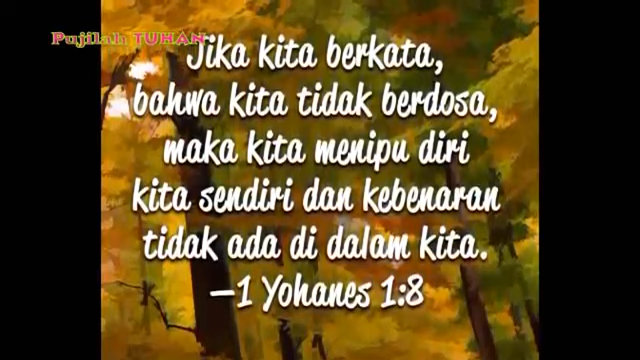 Pujilah TUHAN
Jika kita berkata,
bahwa kita tidak berdosa,
maka kita menipu diri
kita sendiri dan kebenaran
tidak ada di dalam kita.
–1 Yohanes 1:8